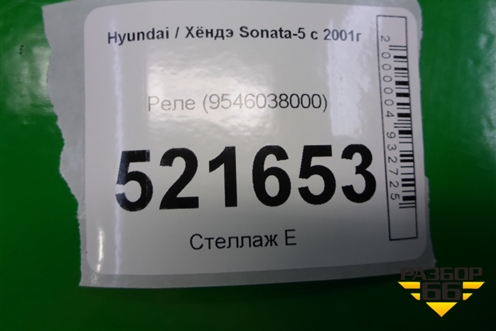 Hyundai / Хёндэ Sonata-5 с 2001г
Реле (9546038000)
521653
Стеллаж Е
2000004932725
РАЗБОР
66